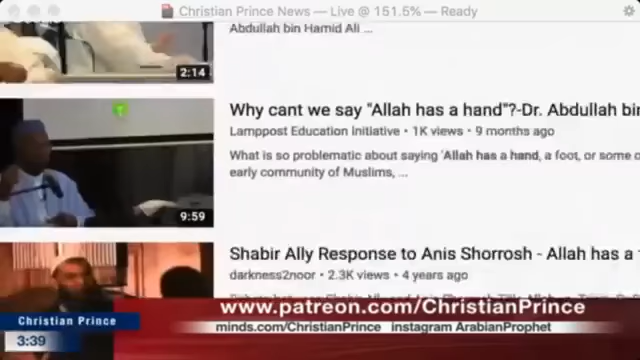 Christian Prince News — Live @ 151.5% — Ready
Abdullah bin Hamid Ali ...
2:14
Why cant we say "Allah has a hand"?-Dr. Abdullah bin
Lamppost Education Initiative • 1K views • 9 months ago
What is so problematic about saying 'Allah has a hand, a foot, or some o
early community of Muslims, ...
9:59
Shabir Ally Response to Anis Shorrosh - Allah has a
darkness2noor • 2.3K views • 4 years ago
www.patreon.com/ChristianPrince
Christian Prince
minds.com/ChristianPrince instagram ArabianProphet
3:39